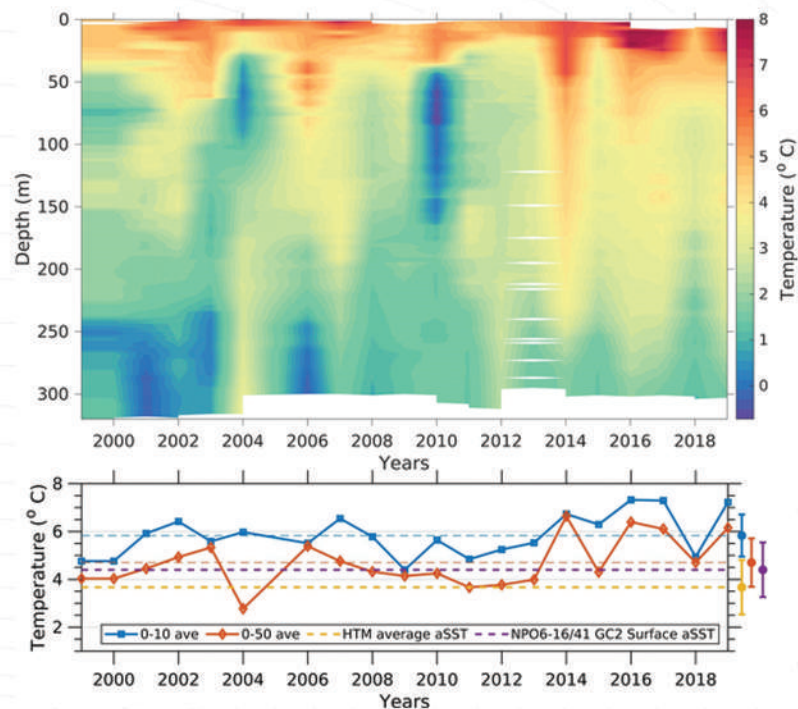 0
50
100
150
200
250
300
Depth (m)
2000 2002 2004 2006 2008 2010 2012 2014 2016 2018
Years
8
7
6
5
4
3
2
1
0
Temperature (° C)
8
6
4
2
Temperature (° C)
0-10 ave 0-50 ave HTM average aSST NPO6-16/41 GC2 Surface aSST
2000 2002 2004 2006 2008 2010 2012 2014 2016 2018
Years